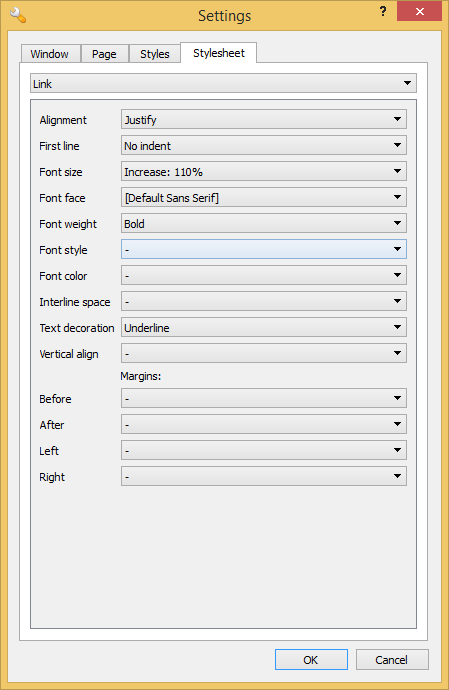 Settings
?
Window Page Styles Stylesheet
Link
Alignment Justify
First line No indent
Font size Increase: 110%
Font face [Default Sans Serif]
Font weight Bold
Font style -
Font color -
Interline space -
Text decoration Underline
Vertical align -
Margins:
Before -
After -
Left -
Right -
OK Cancel